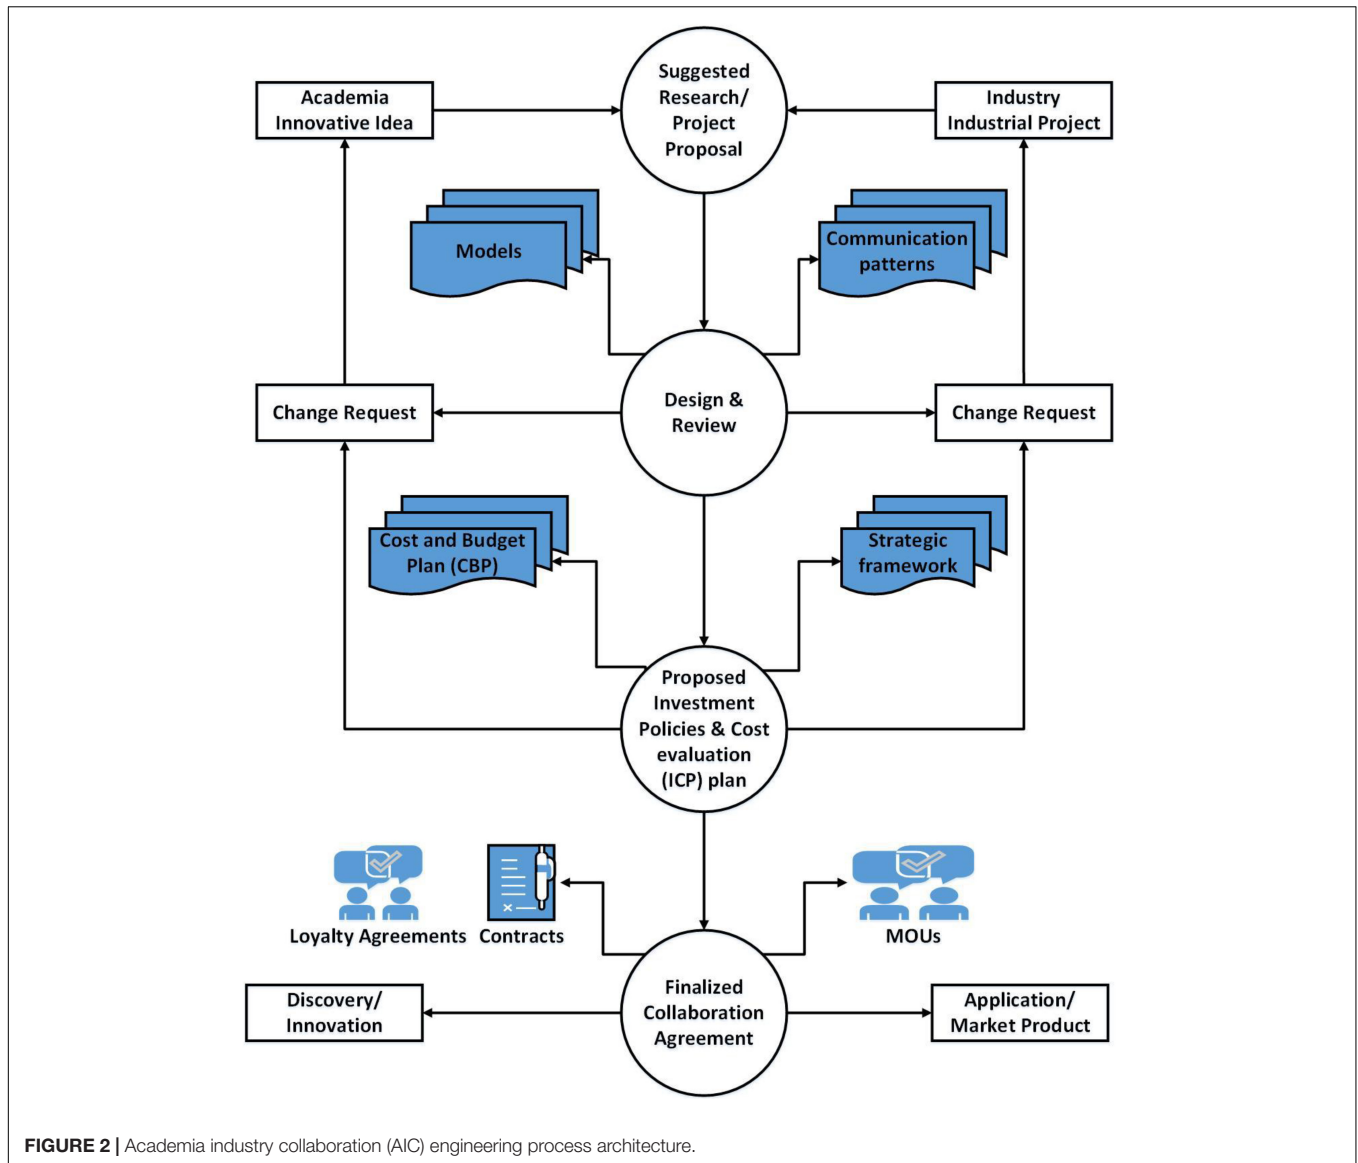 Suggested
Research/
Project
Proposal
Academia
Innovative Idea
Industry
Industrial Project
Models
Communication
patterns
Change Request
Design &
Review
Change Request
Cost and Budget
Plan (CBP)
Strategic
framework
Proposed
Investment
Policies & Cost
evaluation
(ICP) plan
Loyalty Agreements
Contracts
MOUs
Discovery/
Innovation
Finalized
Collaboration
Agreement
Application/
Market Product
FIGURE 2 | Academia industry collaboration (AIC) engineering process architecture.